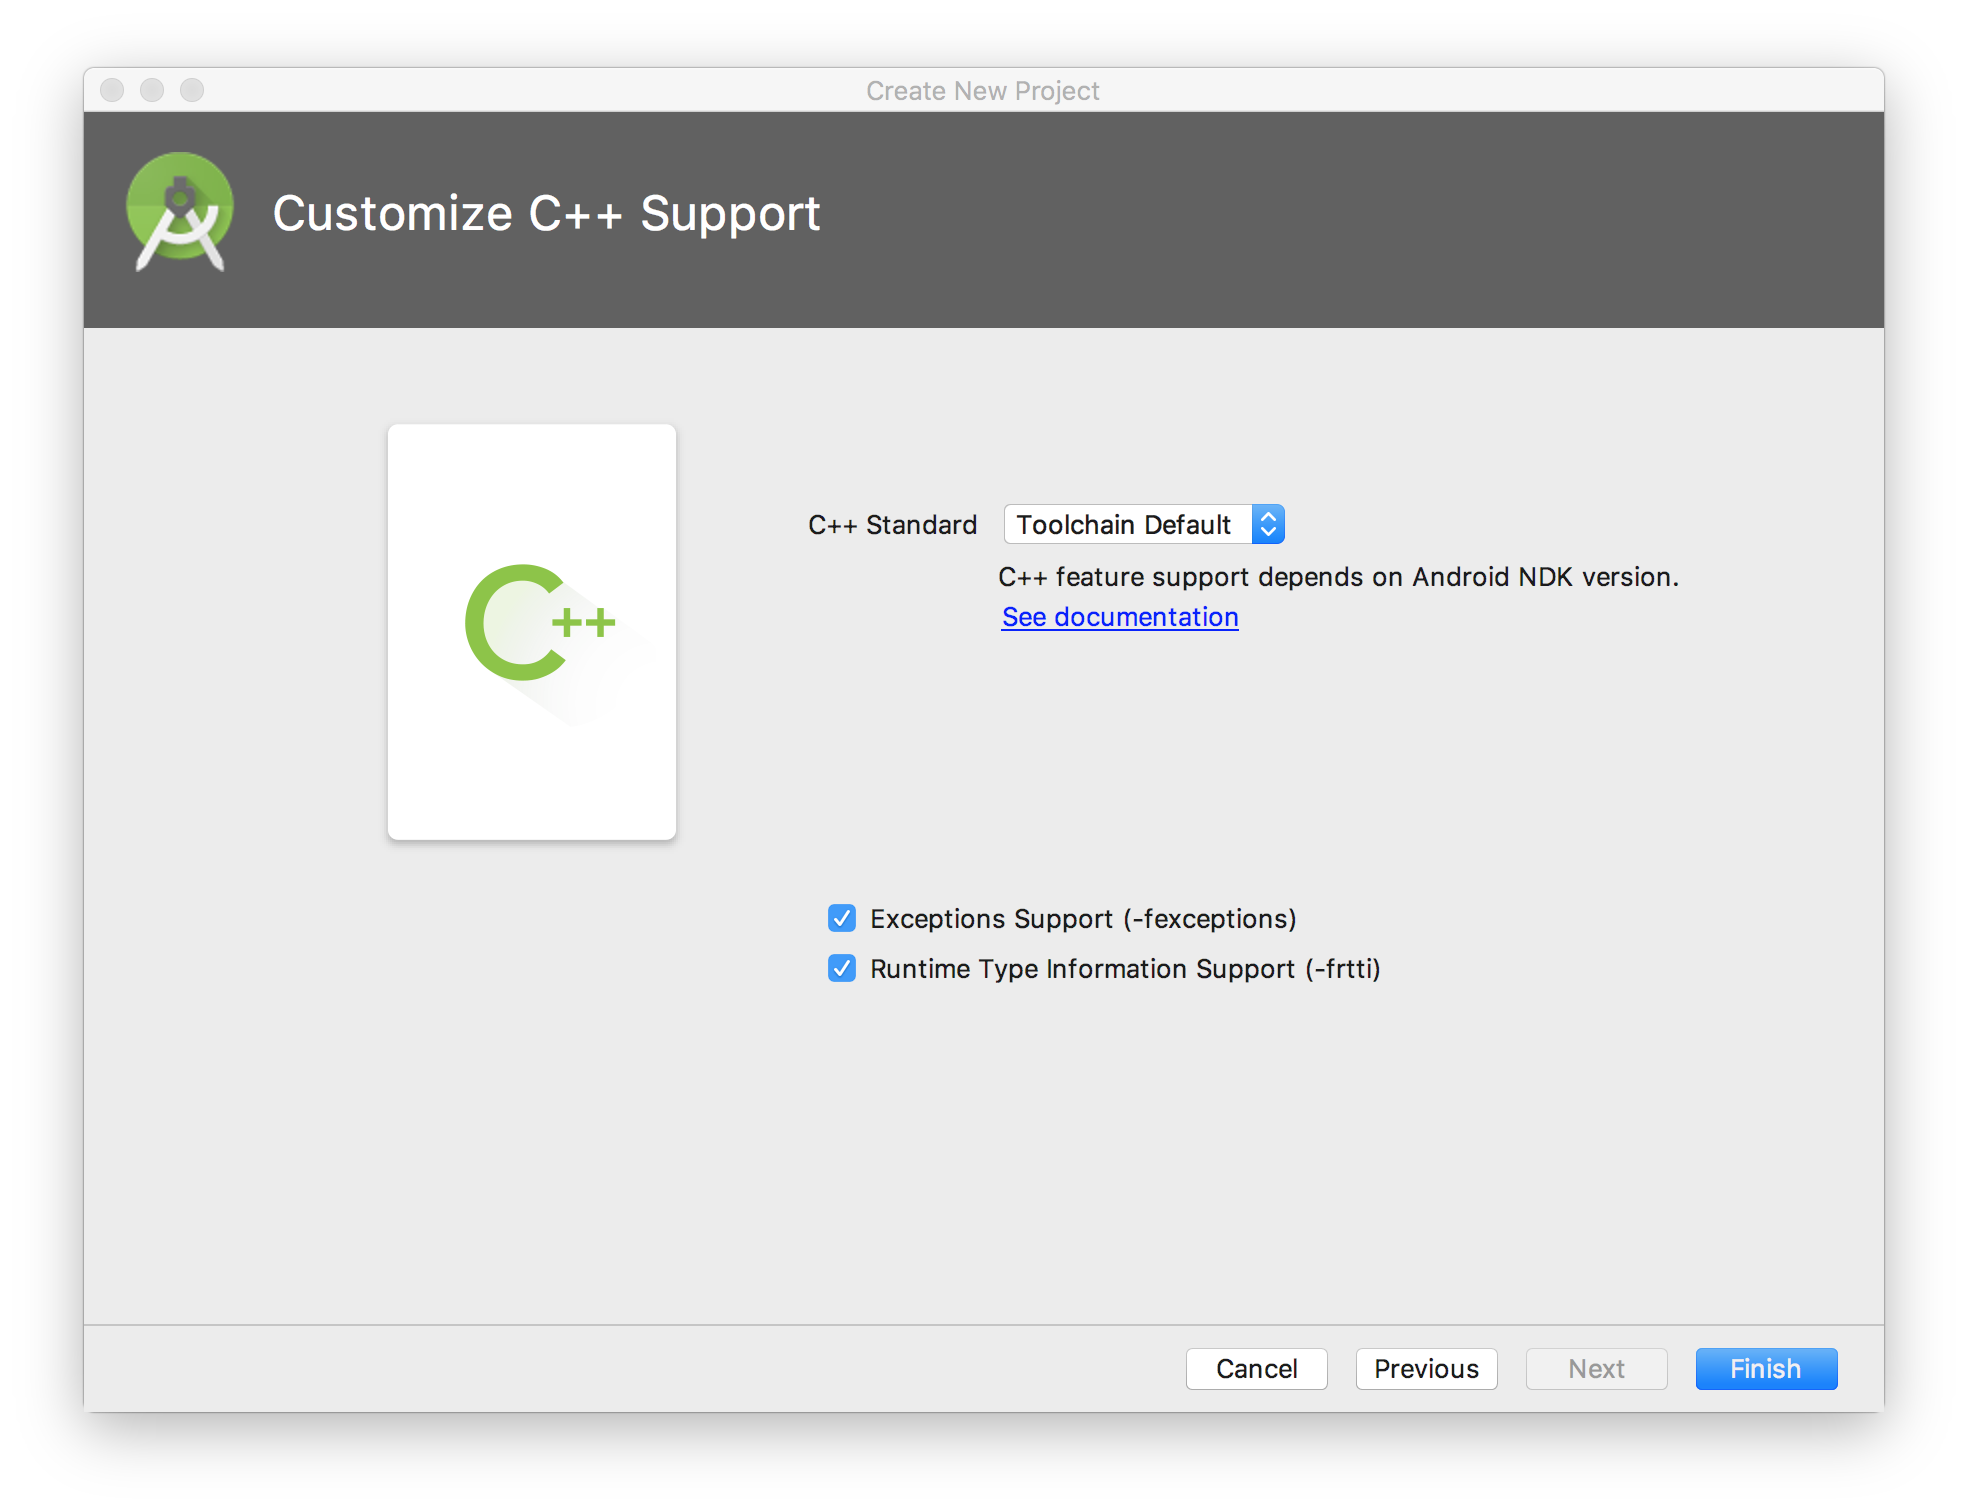 Create New Project
Customize C++ Support
C++
C++ Standard Toolchain Default
C++ feature support depends on Android NDK version.
See documentation
Exceptions Support (-fexceptions)
Runtime Type Information Support (-frtti)
Cancel Previous Next Finish